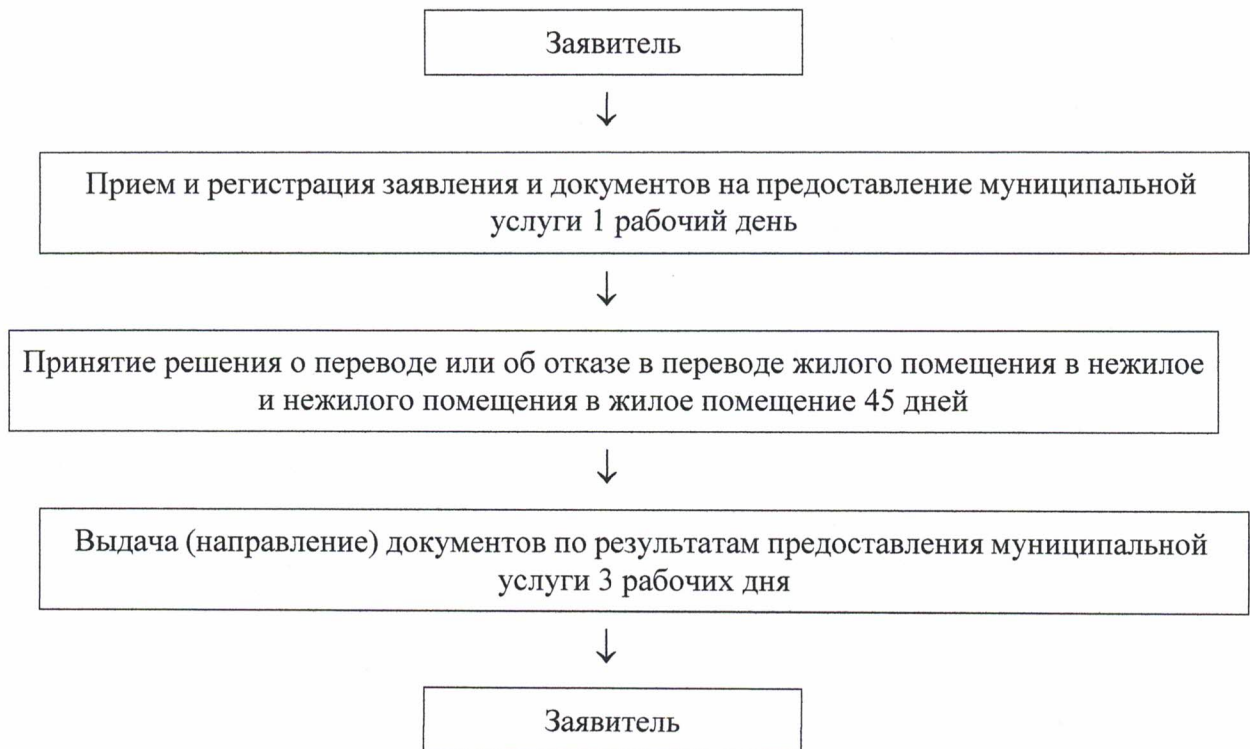 Заявитель
Прием и регистрация заявления и документов на предоставление муниципальной
услуги 1 рабочий день
Принятие решения о переводе или об отказе в переводе жилого помещения в нежилое
и нежилого помещения в жилое помещение 45 дней
Выдача (направление) документов по результатам предоставления муниципальной
услуги 3 рабочих дня
Заявитель